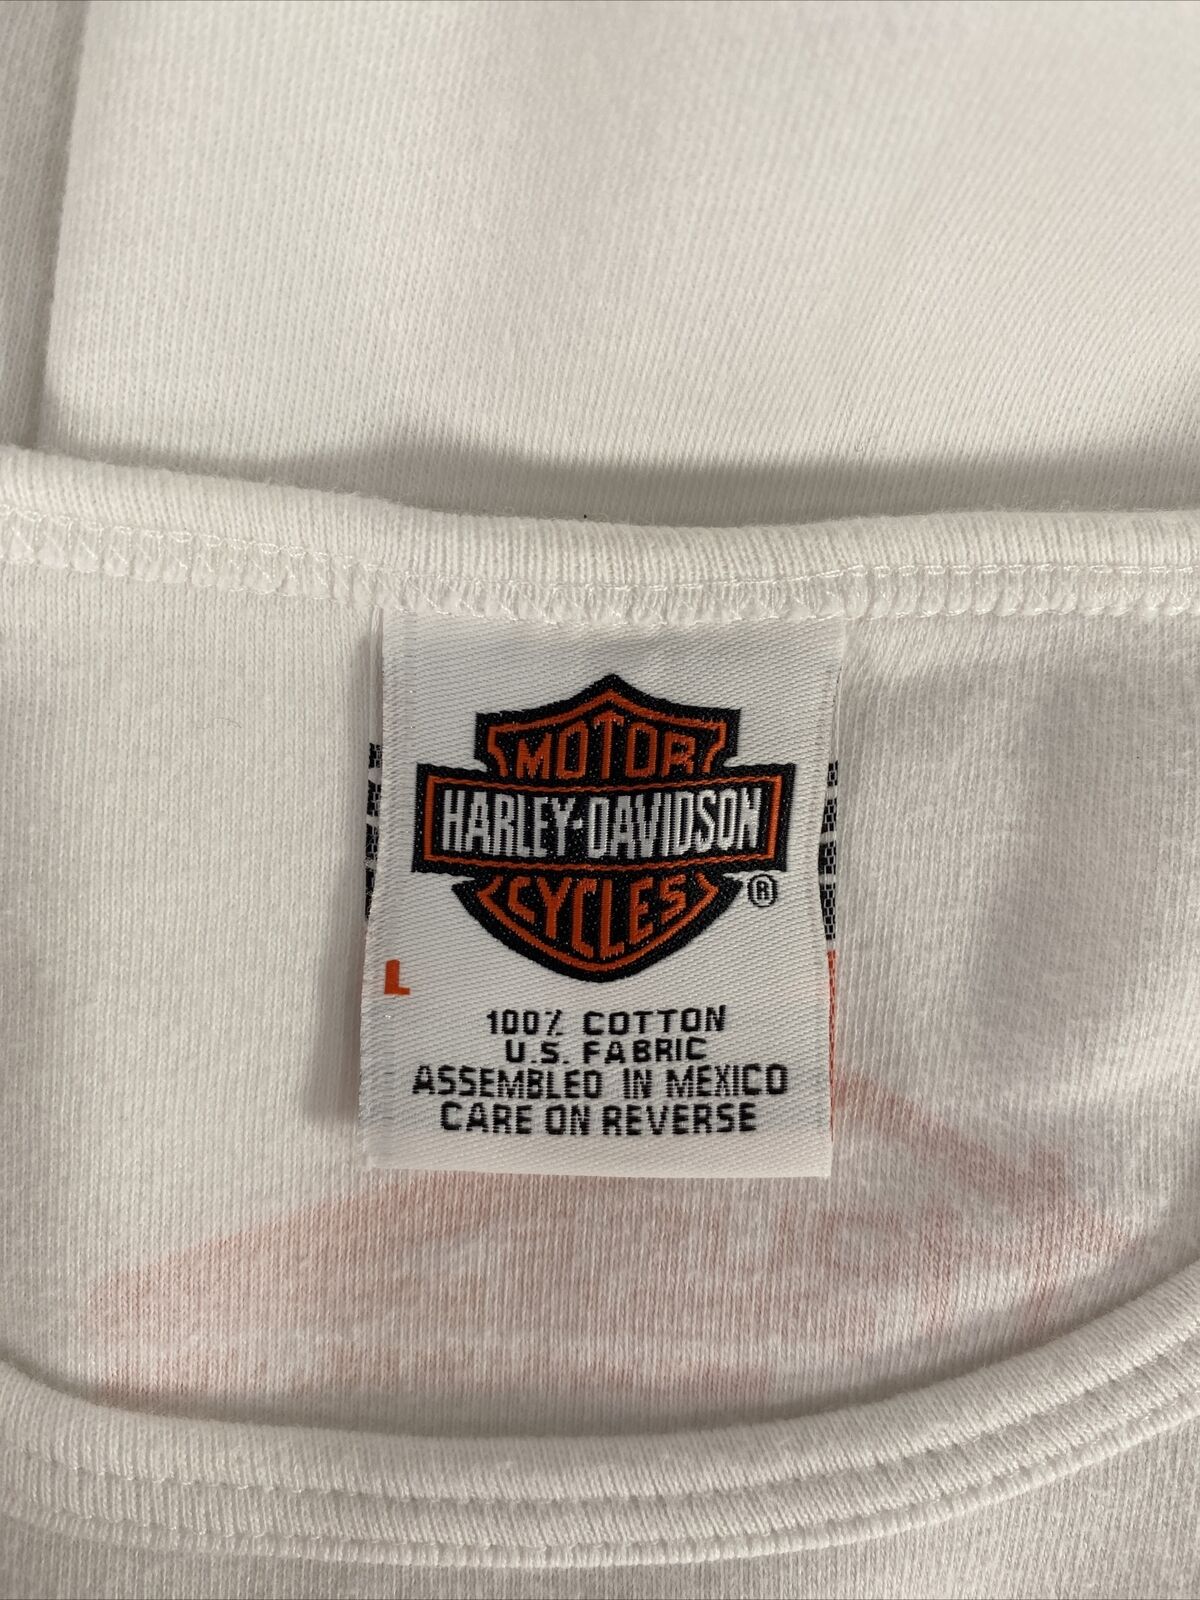 MOTOR
HARLEY-DAVIDSON
CYCLES
®
L
100% COTTON
U.S. FABRIC
ASSEMBLED IN MEXICO
CARE ON REVERSE